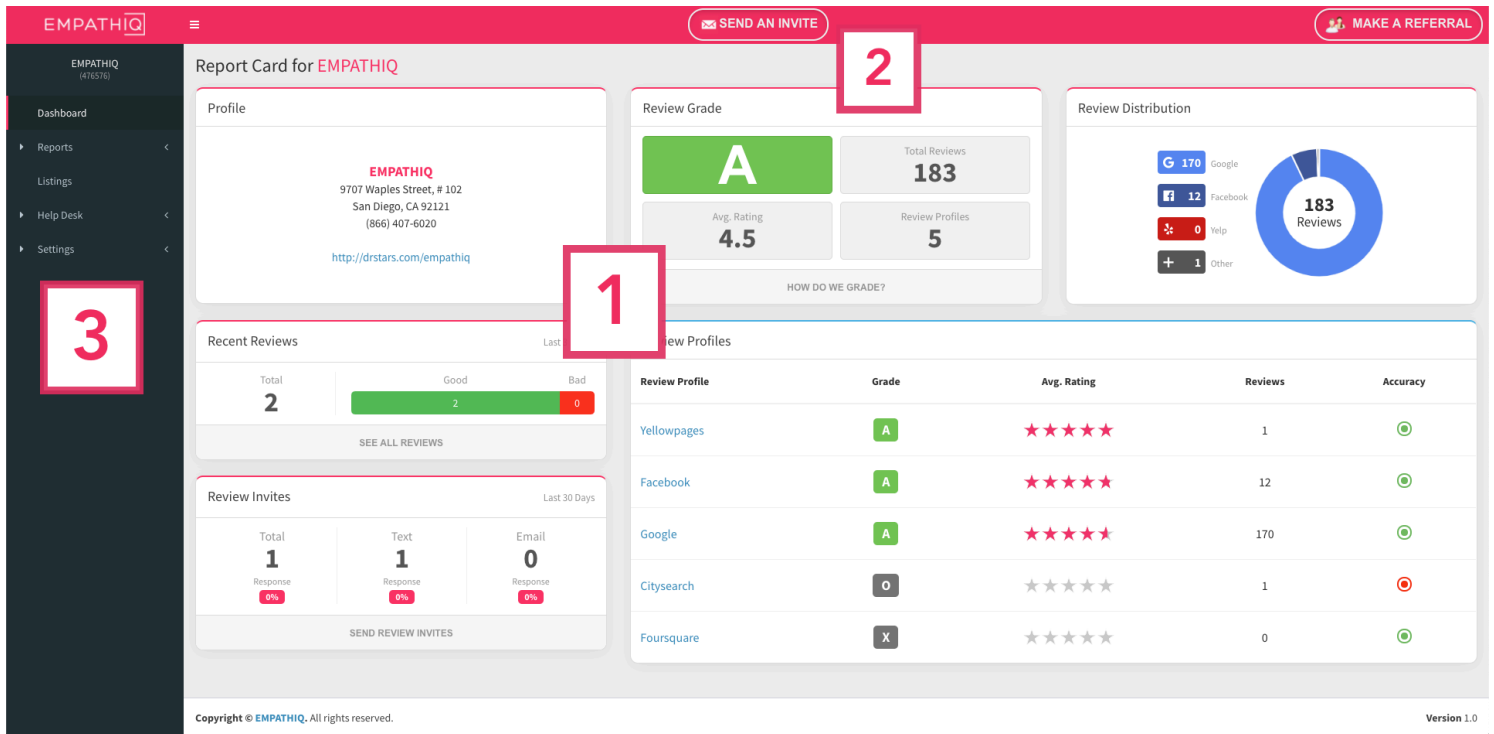 EMPATHIQ
SEND AN INVITE
MAKE A REFERRAL
EMPATHIQ
(476576)
Dashboard
Reports
Listings
Help Desk
Settings
3
Report Card for EMPATHIQ
2
1
Profile
EMPATHIQ
9707 Waples Street, # 102
San Diego, CA 92121
(866) 407-6020
http://drstars.com/empathiq
Review Grade
A
Total Reviews
183
Avg. Rating
4.5
Review Profiles
5
HOW DO WE GRADE?
Review Distribution
G 170 Google
12 Facebook
0 Yelp
+ 1 Other
183
Reviews
Recent Reviews
Last
Total
2
Good
2
Bad
0
SEE ALL REVIEWS
Review Invites
Last 30 Days
Total
1
Response
0%
Text
1
Response
0%
Email
0
Response
0%
SEND REVIEW INVITES
iew Profiles
Review Profile Grade Avg. Rating Reviews Accuracy
Yellowpages A 1
Facebook A 12
Google A 170
Citysearch O 1
Foursquare X 0
Copyright © EMPATHIQ. All rights reserved.
Version 1.0